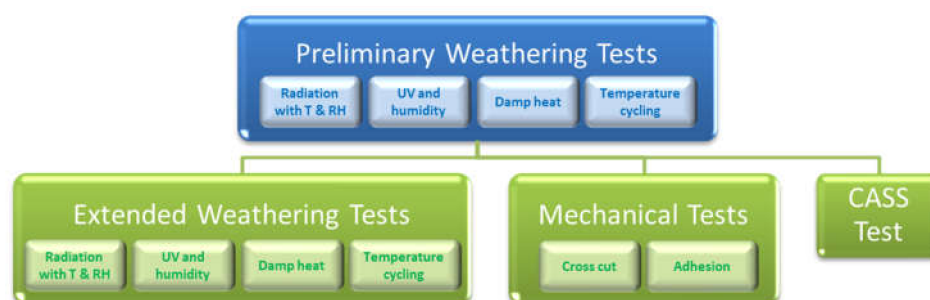 Preliminary Weathering Tests
Radiation
with T & RH
UV and
humidity
Damp heat
Temperature
cycling
Extended Weathering Tests
Radiation
with T & RH
UV and
humidity
Damp heat
Temperature
cycling
Mechanical Tests
Cross cut
Adhesion
CASS
Test